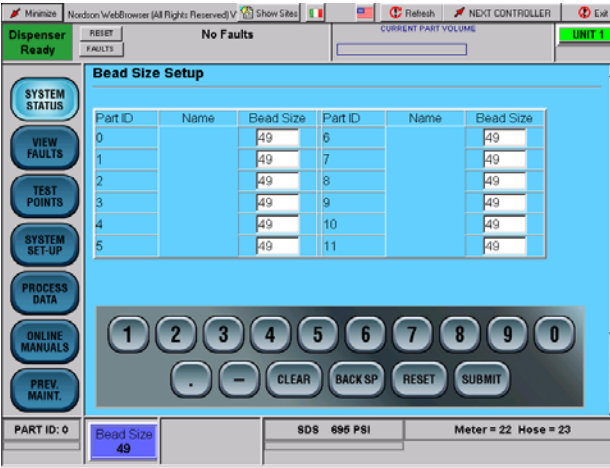 Minimize Nordson WebBrowser (All Rights Reserved) V Show Sites Refresh NEXT CONTROLLER Exit
Dispenser Ready RESET FAULTS No Faults CURRENT PART VOLUME UNIT 1
Bead Size Setup
SYSTEM STATUS
VIEW FAULTS
TEST POINTS
SYSTEM SET-UP
PROCESS DATA
ONLINE MANUALS
PREV. MAINT.
Part ID Name Bead Size Part ID Name Bead Size
0 49 6 49
1 49 7 49
2 49 8 49
3 49 9 49
4 49 10 49
5 49 11 49
1 2 3 4 5 6 7 8 9 0
. – CLEAR BACK SP RESET SUBMIT
PART ID: 0 Bead Size 49 SDS 695 PSI Meter = 22 Hose = 23